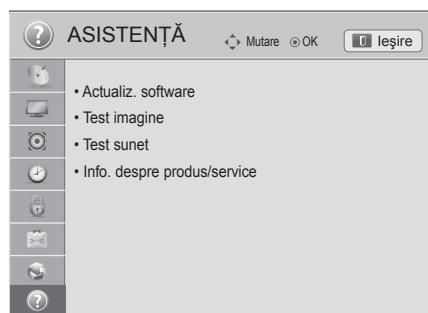 ASISTENȚĂ
Mutare OK Ieşire
• Actualiz. software
• Test imagine
• Test sunet
• Info. despre produs/service